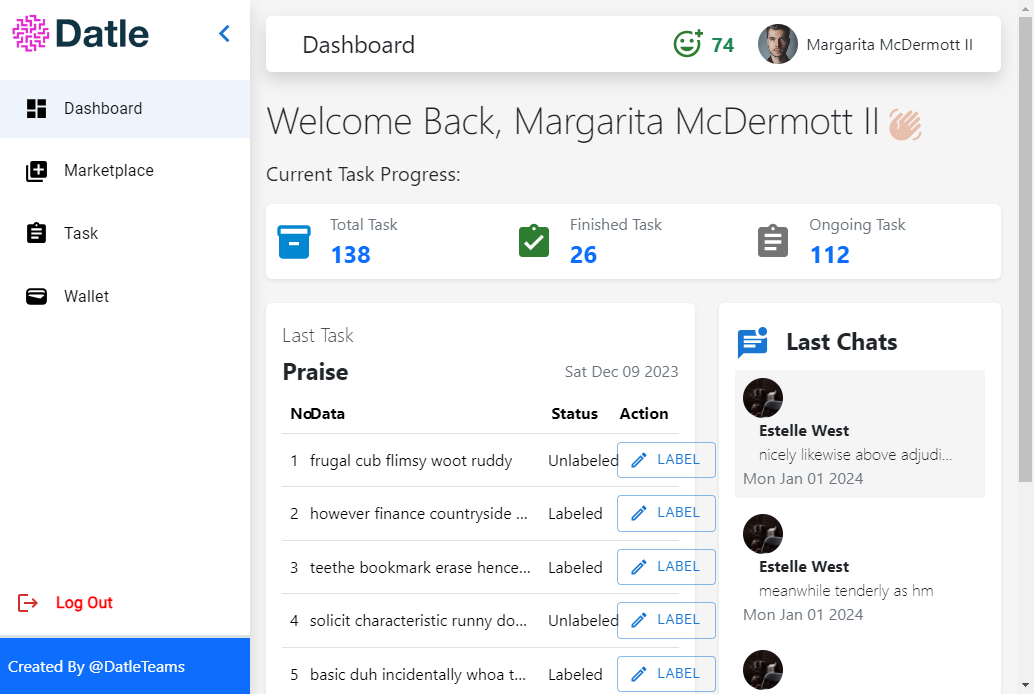 Datle
Dashboard
Marketplace
Task
Wallet
Log Out
Created By @DatleTeams
Dashboard
74
Margarita McDermott II
Welcome Back, Margarita McDermott II
Current Task Progress:
Total Task
138
Finished Task
26
Ongoing Task
112
Last Task
Praise
Sat Dec 09 2023
No Data Status Action
1 frugal cub flimsy woot ruddy Unlabeled LABEL
2 however finance countryside ... Labeled LABEL
3 teethe bookmark erase hence... Labeled LABEL
4 solicit characteristic runny do... Unlabeled LABEL
5 basic duh incidentally whoa t... Labeled LABEL
Last Chats
Estelle West
nicely likewise above adjudi...
Mon Jan 01 2024
Estelle West
meanwhile tenderly as hm
Mon Jan 01 2024